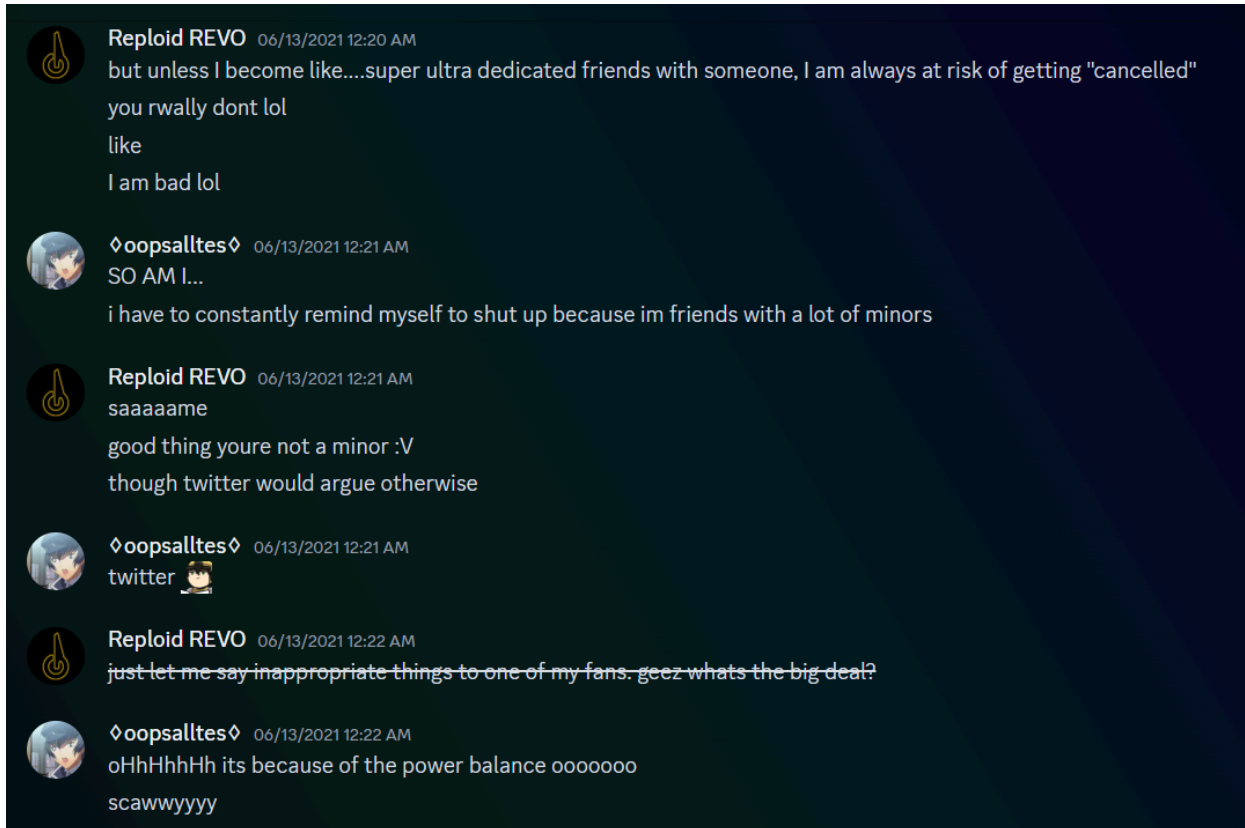 Reploid REVO 06/13/2021 12:20 AM
but unless I become like....super ultra dedicated friends with someone, I am always at risk of getting "cancelled"
you rwally dont lol
like
I am bad lol
◊oopsalltes◊ 06/13/2021 12:21 AM
SO AM I...
i have to constantly remind myself to shut up because im friends with a lot of minors
Reploid REVO 06/13/2021 12:21 AM
saaaaame
good thing youre not a minor :V
though twitter would argue otherwise
◊oopsalltes◊ 06/13/2021 12:21 AM
twitter
Reploid REVO 06/13/2021 12:22 AM
just let me say inappropriate things to one of my fans. geez whats the big deal?
◊oopsalltes◊ 06/13/2021 12:22 AM
oHhHhhHh its because of the power balance ooooooo
scawwyyyy